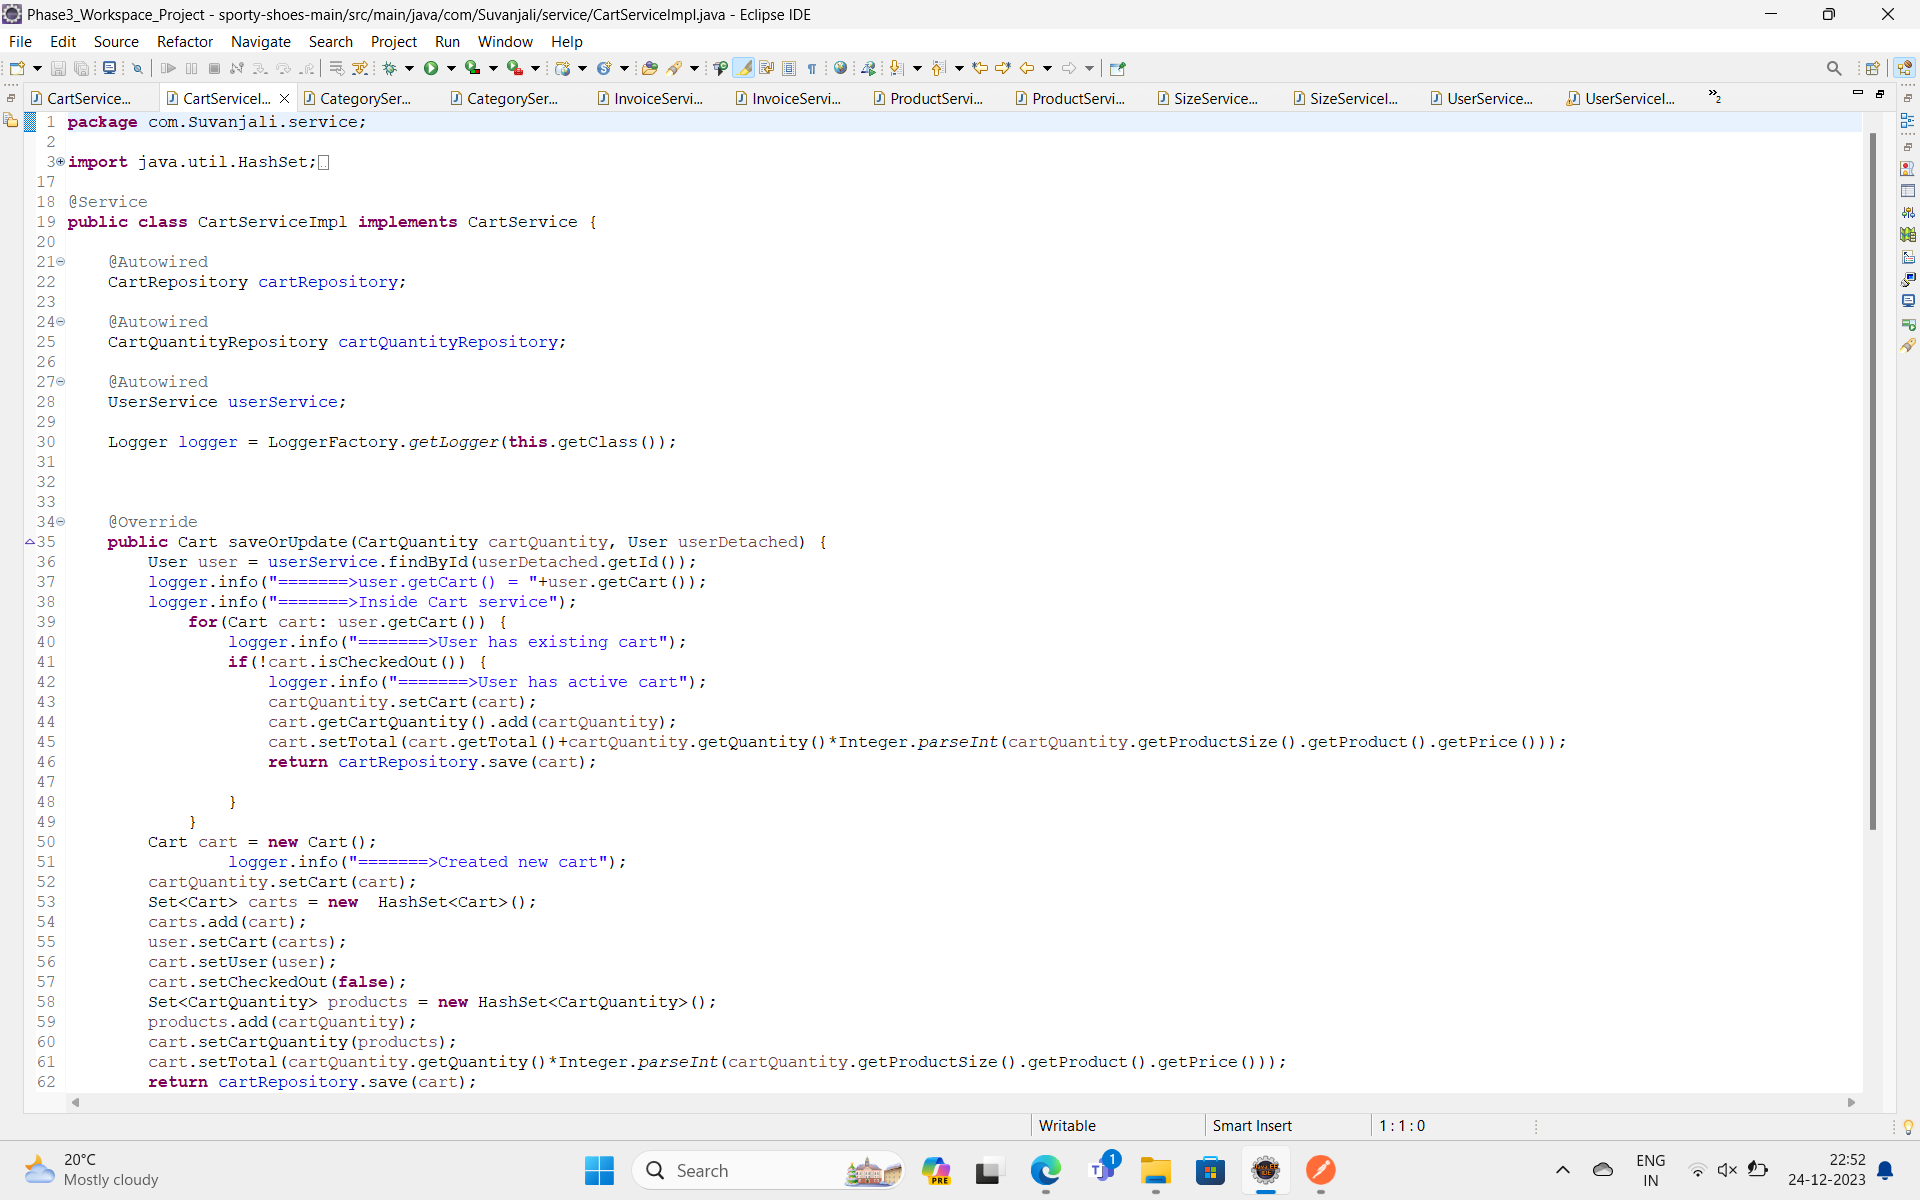 Phase3_Workspace_Project - sporty-shoes-main/src/main/java/com/Suvanjali/service/CartServiceImpl.java - Eclipse IDE
File Edit Source Refactor Navigate Search Project Run Window Help
CartService... CartServiceI... CategorySer... CategorySer... InvoiceServi... InvoiceServi... ProductServi... ProductServi... SizeService... SizeServiceI... UserService... UserServiceI... »2
1 package com.Suvanjali.service;
2
3 import java.util.HashSet;
17
18 @Service
19 public class CartServiceImpl implements CartService {
20
21     @Autowired
22     CartRepository cartRepository;
23
24     @Autowired
25     CartQuantityRepository cartQuantityRepository;
26
27     @Autowired
28     UserService userService;
29
30     Logger logger = LoggerFactory.getLogger(this.getClass());
31
32
33
34     @Override
35     public Cart saveOrUpdate(CartQuantity cartQuantity, User userDetached) {
36         User user = userService.findById(userDetached.getId());
37         logger.info("=======>user.getCart() = "+user.getCart());
38         logger.info("=======>Inside Cart service");
39             for(Cart cart: user.getCart()) {
40                 logger.info("=======>User has existing cart");
41                 if(!cart.isCheckedOut()) {
42                     logger.info("=======>User has active cart");
43                     cartQuantity.setCart(cart);
44                     cart.getCartQuantity().add(cartQuantity);
45                     cart.setTotal(cart.getTotal()+cartQuantity.getQuantity()*Integer.parseInt(cartQuantity.getProductSize().getProduct().getPrice()));
46                     return cartRepository.save(cart);
47
48                 }
49             }
50         Cart cart = new Cart();
51                 logger.info("=======>Created new cart");
52         cartQuantity.setCart(cart);
53         Set<Cart> carts = new  HashSet<Cart>();
54         carts.add(cart);
55         user.setCart(carts);
56         cart.setUser(user);
57         cart.setCheckedOut(false);
58         Set<CartQuantity> products = new HashSet<CartQuantity>();
59         products.add(cartQuantity);
60         cart.setCartQuantity(products);
61         cart.setTotal(cartQuantity.getQuantity()*Integer.parseInt(cartQuantity.getProductSize().getProduct().getPrice()));
62         return cartRepository.save(cart);
Writable Smart Insert 1 : 1 : 0
20°C
Mostly cloudy
Search
PRE
1
ENG
IN
22:52
24-12-2023